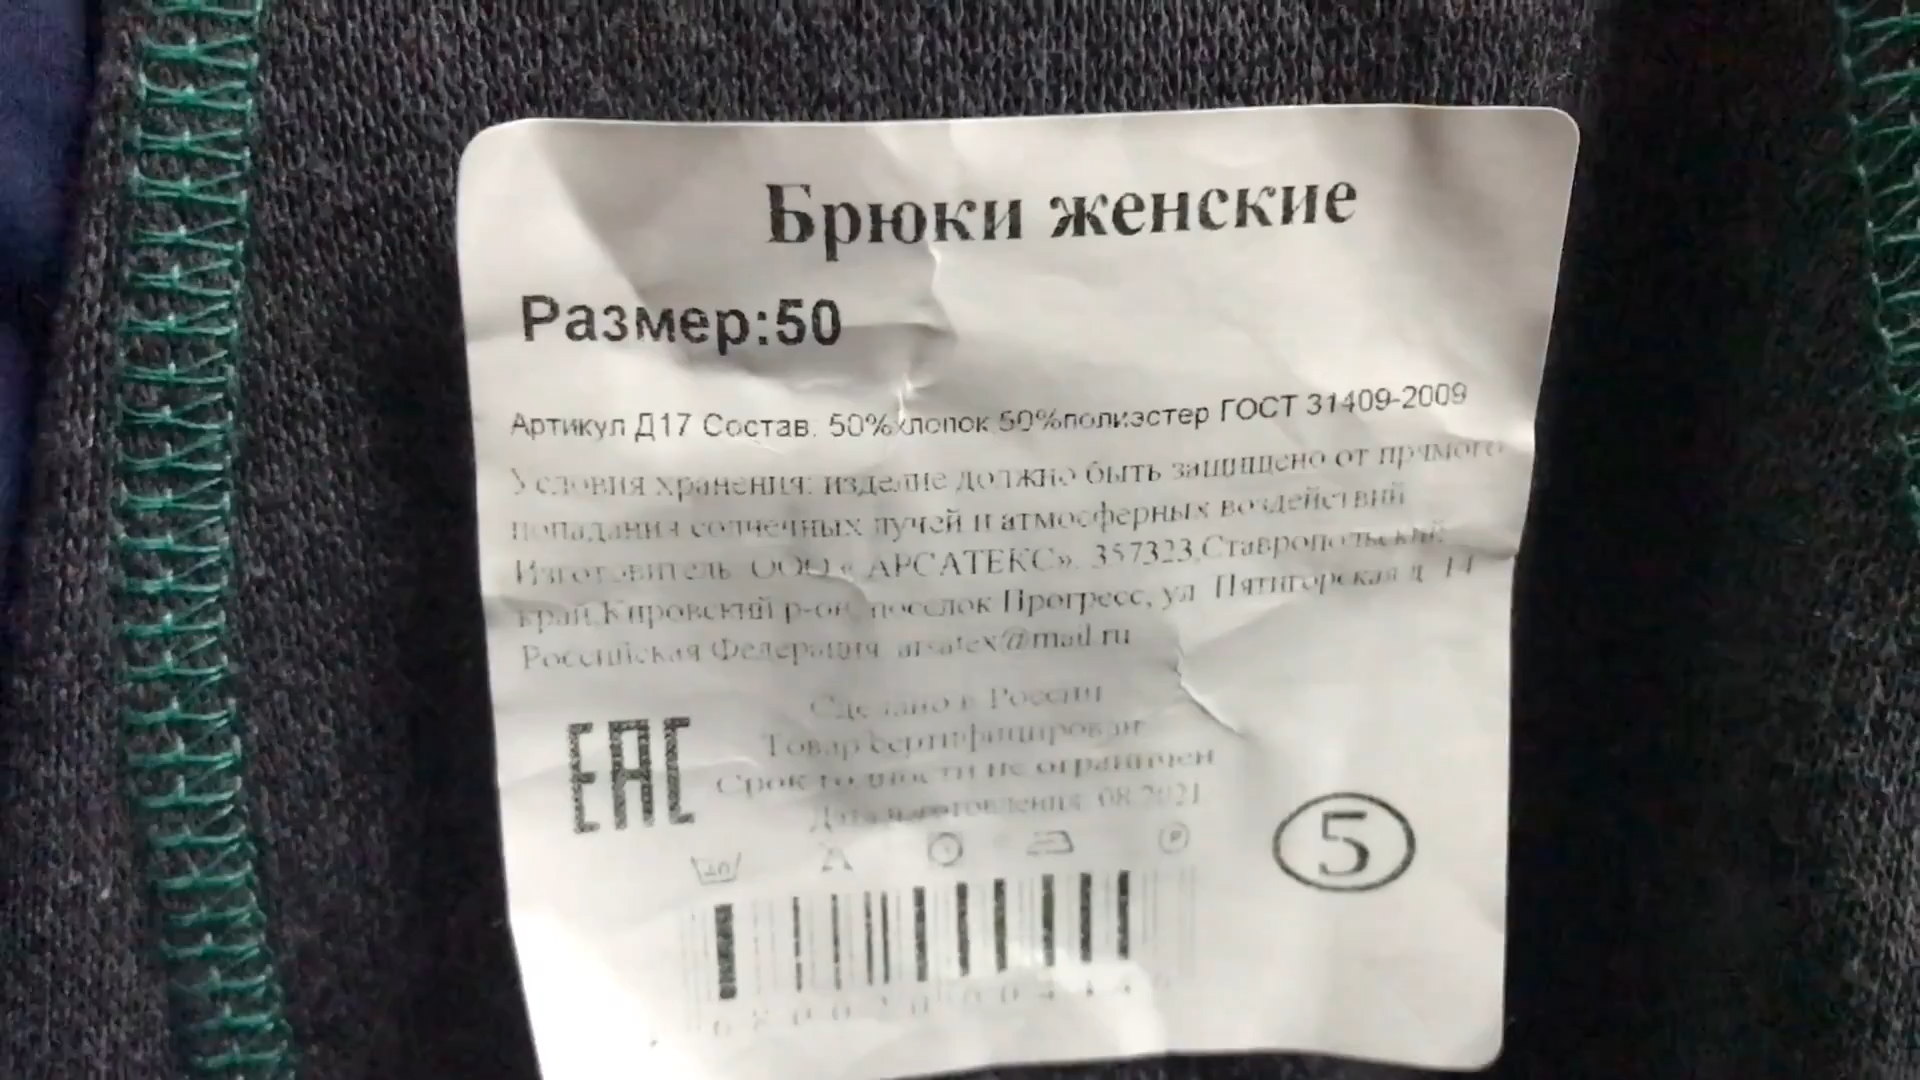 Брюки женские
Размер:50
Артикул Д17 Состав: 50%хлопок 50%полиэстер ГОСТ 31409-2009
Условия хранения: изделие должно быть защищено от прямого
попадания солнечных лучей и атмосферных воздействий
Изготовитель: ООО « АРСАТЕКС». 357323,Ставропольский
край,Кировский р-он, поселок Прогресс, ул. Пятигорская д. 14
Российская Федерация arsatex@mail.ru
Сделано в России
Товар сертифицирован
Срок годности не ограничен
Дата изготовления: 08.2021
EAC
5
40
P